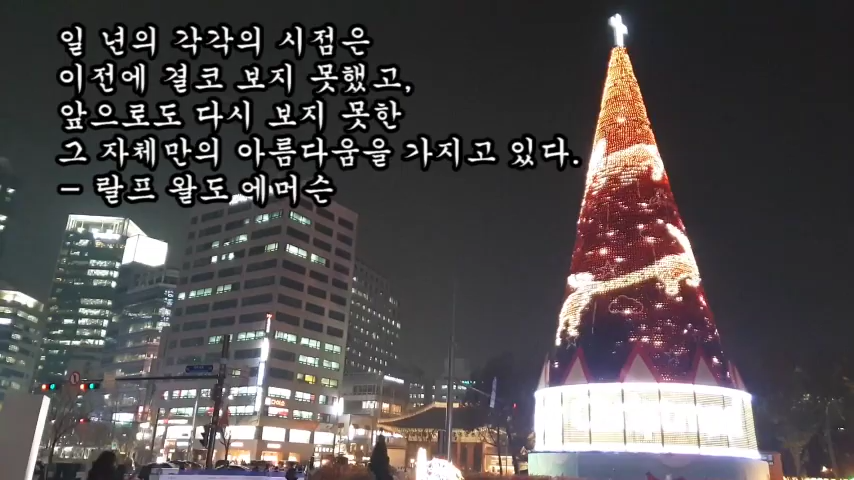 일 년의 각각의 시점은
이전에 결코 보지 못했고,
앞으로도 다시 보지 못한
그 자체만의 아름다움을 가지고 있다.
- 랄프 왈도 에머슨